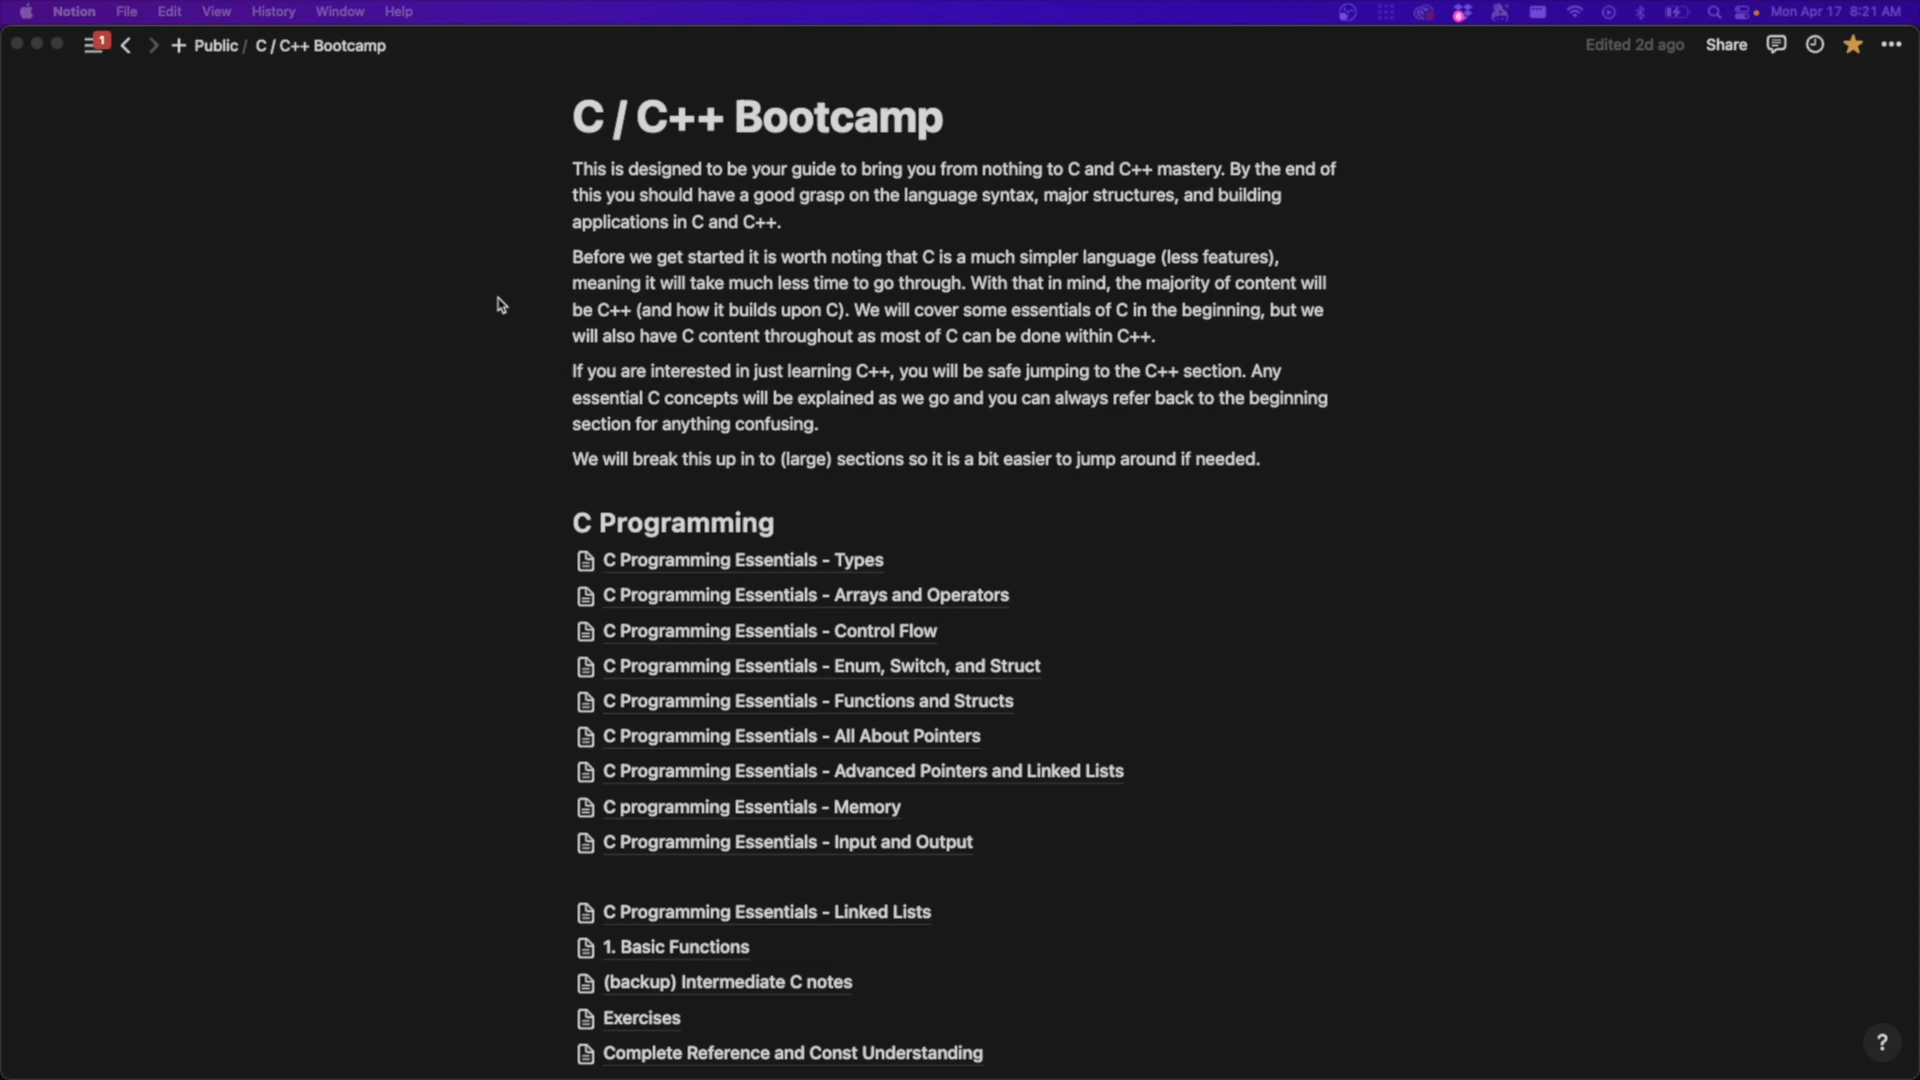 Notion File Edit View History Window Help Mon Apr 17 8:21 AM
1 Public / C / C++ Bootcamp Edited 2d ago Share
C / C++ Bootcamp
This is designed to be your guide to bring you from nothing to C and C++ mastery. By the end of
this you should have a good grasp on the language syntax, major structures, and building
applications in C and C++.
Before we get started it is worth noting that C is a much simpler language (less features),
meaning it will take much less time to go through. With that in mind, the majority of content will
be C++ (and how it builds upon C). We will cover some essentials of C in the beginning, but we
will also have C content throughout as most of C can be done within C++.
If you are interested in just learning C++, you will be safe jumping to the C++ section. Any
essential C concepts will be explained as we go and you can always refer back to the beginning
section for anything confusing.
We will break this up in to (large) sections so it is a bit easier to jump around if needed.
C Programming
C Programming Essentials - Types
C Programming Essentials - Arrays and Operators
C Programming Essentials - Control Flow
C Programming Essentials - Enum, Switch, and Struct
C Programming Essentials - Functions and Structs
C Programming Essentials - All About Pointers
C Programming Essentials - Advanced Pointers and Linked Lists
C programming Essentials - Memory
C Programming Essentials - Input and Output
C Programming Essentials - Linked Lists
1. Basic Functions
(backup) Intermediate C notes
Exercises
Complete Reference and Const Understanding
?